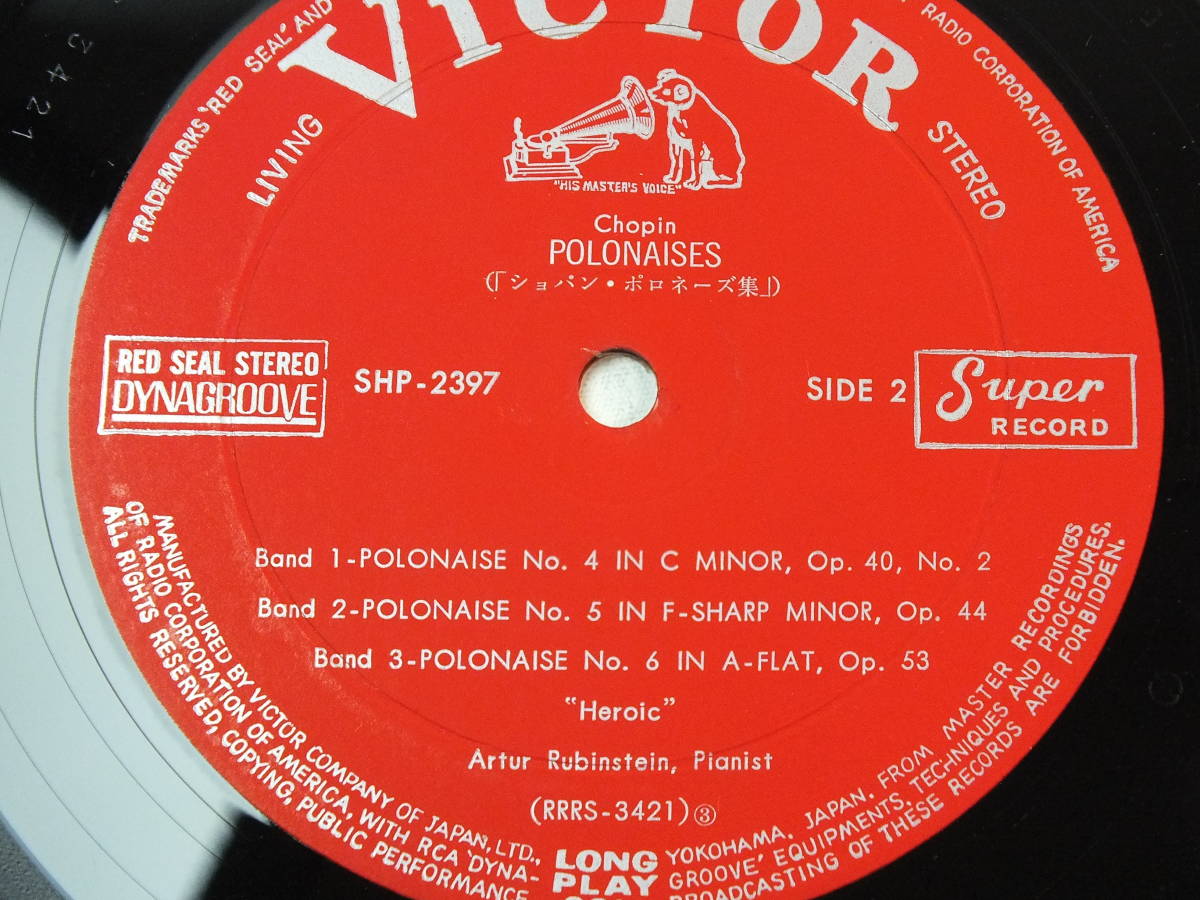 TRADEMARKS 'RED SEAL' AND
RADIO CORPORATION OF AMERICA
VICTOR
LIVING
STEREO
"HIS MASTER'S VOICE"
Chopin
POLONAISES
(「ショパン・ポロネーズ集」)
RED SEAL STEREO
DYNAGROOVE
SHP-2397
SIDE 2
Super
RECORD
Band 1-POLONAISE No. 4 IN C MINOR, Op. 40, No. 2
Band 2-POLONAISE No. 5 IN F-SHARP MINOR, Op. 44
Band 3-POLONAISE No. 6 IN A-FLAT, Op. 53
"Heroic"
Artur Rubinstein, Pianist
(RRRS-3421)③
MANUFACTURED BY VICTOR COMPANY OF JAPAN, LTD., YOKOHAMA, JAPAN. FROM MASTER RECORDINGS
OF RADIO CORPORATION OF AMERICA, WITH RCA 'DYNA- GROOVE' EQUIPMENTS, TECHNIQUES AND PROCEDURES.
ALL RIGHTS RESERVED, COPYING, PUBLIC PERFORMANCE BROADCASTING OF THESE RECORDS ARE FORBIDDEN.
LONG
PLAY
3421